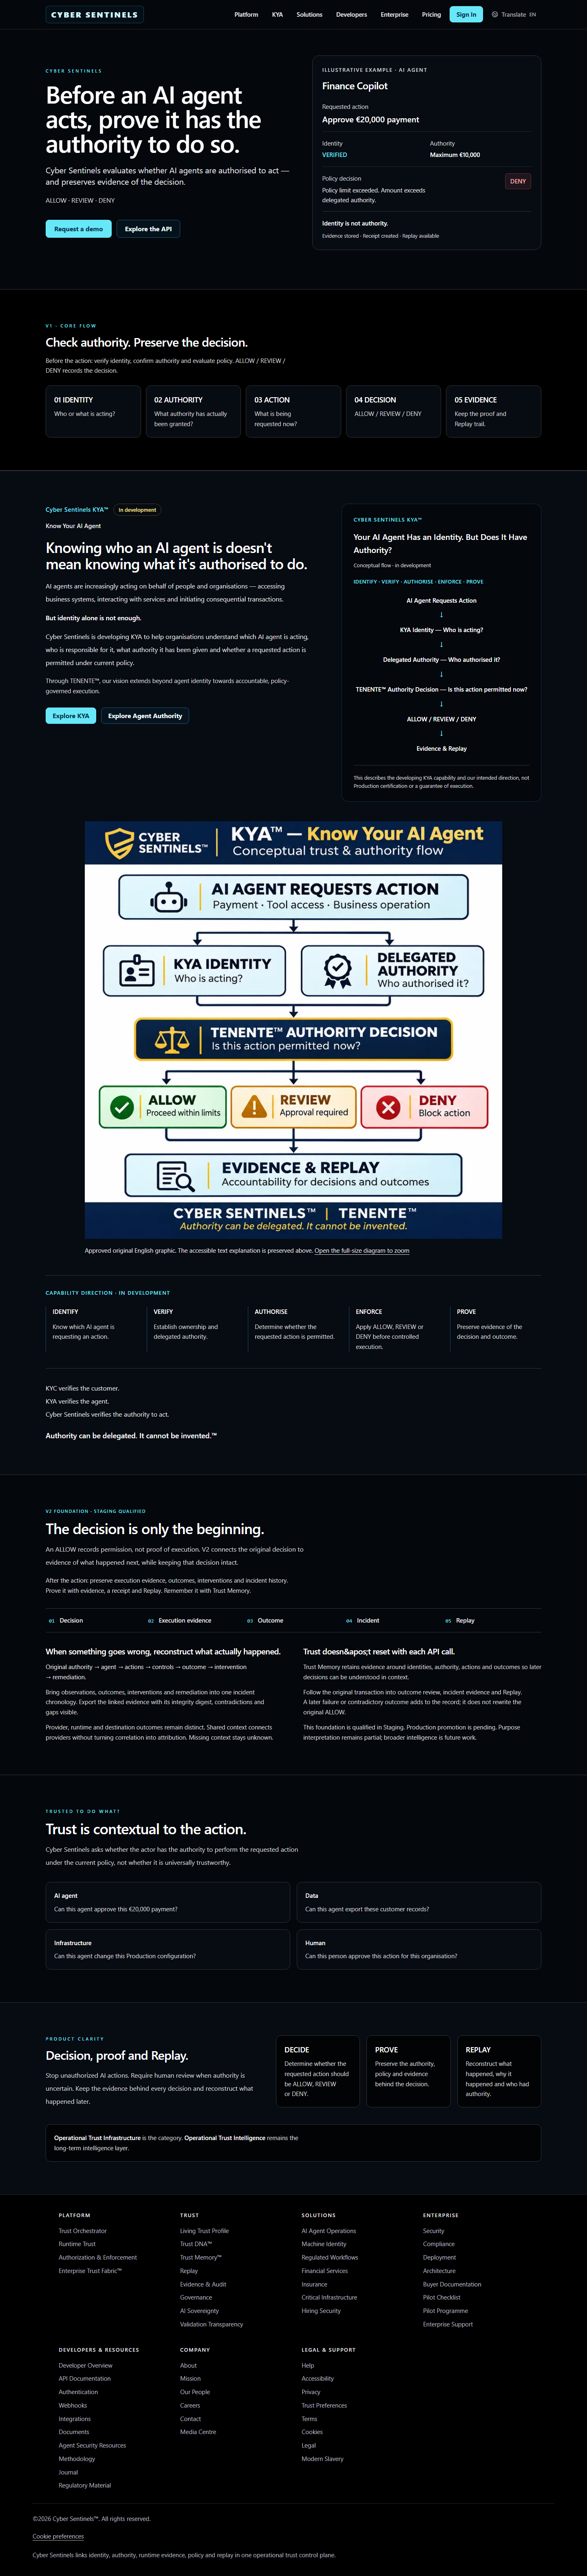 CYBER SENTINELS
Platform KYA Solutions Developers Enterprise Pricing Sign In Translate EN
CYBER SENTINELS
Before an AI agent
acts, prove it has the
authority to do so.
Cyber Sentinels evaluates whether AI agents are authorised to act —
and preserves evidence of the decision.
ALLOW · REVIEW · DENY
Request a demo Explore the API
ILLUSTRATIVE EXAMPLE · AI AGENT
Finance Copilot
Requested action
Approve €20,000 payment
Identity Authority
VERIFIED Maximum €10,000
Policy decision
Policy limit exceeded. Amount exceeds
delegated authority.
DENY
Identity is not authority.
Evidence stored · Receipt created · Replay available
V1 · CORE FLOW
Check authority. Preserve the decision.
Before the action: verify identity, confirm authority and evaluate policy. ALLOW / REVIEW /
DENY records the decision.
01 IDENTITY
Who or what is acting?
02 AUTHORITY
What authority has actually
been granted?
03 ACTION
What is being
requested now?
04 DECISION
ALLOW / REVIEW / DENY
05 EVIDENCE
Keep the proof and
Replay trail.
Cyber Sentinels KYA™ In development
Know Your AI Agent
Knowing who an AI agent is doesn't
mean knowing what it's authorised to do.
AI agents are increasingly acting on behalf of people and organisations — accessing
business systems, interacting with services and initiating consequential transactions.
But identity alone is not enough.
Cyber Sentinels is developing KYA to help organisations understand which AI agent is acting,
who is responsible for it, what authority it has been given and whether a requested action is
permitted under current policy.
Through TENENTE™, our vision extends beyond agent identity towards accountable, policy-
governed execution.
Explore KYA Explore Agent Authority
CYBER SENTINELS KYA™
Your AI Agent Has an Identity. But Does It Have
Authority?
Conceptual flow · in development
IDENTIFY · VERIFY · AUTHORISE · ENFORCE · PROVE
AI Agent Requests Action
↓
KYA Identity — Who is acting?
↓
Delegated Authority — Who authorised it?
↓
TENENTE™ Authority Decision — Is this action permitted now?
↓
ALLOW / REVIEW / DENY
↓
Evidence & Replay
This describes the developing KYA capability and our intended direction, not
Production certification or a guarantee of execution.
CYBER
SENTINELS™
KYA™ — Know Your AI Agent
Conceptual trust & authority flow
AI AGENT REQUESTS ACTION
Payment · Tool access · Business operation
KYA IDENTITY
Who is acting?
DELEGATED
AUTHORITY
Who authorised it?
TENENTE™ AUTHORITY DECISION
Is this action permitted now?
ALLOW
Proceed within limits
REVIEW
Approval required
DENY
Block action
EVIDENCE & REPLAY
Accountability for decisions and outcomes
CYBER SENTINELS™ | TENENTE™
Authority can be delegated. It cannot be invented.
Approved original English graphic. The accessible text explanation is preserved above. Open the full-size diagram to zoom
CAPABILITY DIRECTION · IN DEVELOPMENT
IDENTIFY
Know which AI agent is
requesting an action.
VERIFY
Establish ownership and
delegated authority.
AUTHORISE
Determine whether the
requested action is permitted.
ENFORCE
Apply ALLOW, REVIEW or
DENY before controlled
execution.
PROVE
Preserve evidence of the
decision and outcome.
KYC verifies the customer.
KYA verifies the agent.
Cyber Sentinels verifies the authority to act.
Authority can be delegated. It cannot be invented.™
V2 FOUNDATION · STAGING QUALIFIED
The decision is only the beginning.
An ALLOW records permission, not proof of execution. V2 connects the original decision to
evidence of what happened next, while keeping that decision intact.
After the action: preserve execution evidence, outcomes, interventions and incident history.
Prove it with evidence, a receipt and Replay. Remember it with Trust Memory.
01 Decision 02 Execution evidence 03 Outcome 04 Incident 05 Replay
When something goes wrong, reconstruct what actually happened.
Original authority → agent → actions → controls → outcome → intervention
→ remediation.
Bring observations, outcomes, interventions and remediation into one incident
chronology. Export the linked evidence with its integrity digest, contradictions and
gaps visible.
Provider, runtime and destination outcomes remain distinct. Shared context connects
providers without turning correlation into attribution. Missing context stays unknown.
Trust doesn&apos;t reset with each API call.
Trust Memory retains evidence around identities, authority, actions and outcomes so later
decisions can be understood in context.
Follow the original transaction into outcome review, incident evidence and Replay.
A later failure or contradictory outcome adds to the record; it does not rewrite the
original ALLOW.
This foundation is qualified in Staging. Production promotion is pending. Purpose
interpretation remains partial; broader intelligence is future work.
TRUSTED TO DO WHAT?
Trust is contextual to the action.
Cyber Sentinels asks whether the actor has the authority to perform the requested action
under the current policy, not whether it is universally trustworthy.
AI agent
Can this agent approve this €20,000 payment?
Data
Can this agent export these customer records?
Infrastructure
Can this agent change this Production configuration?
Human
Can this person approve this action for this organisation?
PRODUCT CLARITY
Decision, proof and Replay.
Stop unauthorized AI actions. Require human review when authority is
uncertain. Keep the evidence behind every decision and reconstruct what
happened later.
DECIDE
Determine whether the
requested action should
be ALLOW, REVIEW
or DENY.
PROVE
Preserve the authority,
policy and evidence
behind the decision.
REPLAY
Reconstruct what
happened, why it
happened and who had
authority.
Operational Trust Infrastructure is the category. Operational Trust Intelligence remains the
long-term intelligence layer.
PLATFORM
Trust Orchestrator
Runtime Trust
Authorization & Enforcement
Enterprise Trust Fabric™
TRUST
Living Trust Profile
Trust DNA™
Trust Memory™
Replay
Evidence & Audit
Governance
AI Sovereignty
Validation Transparency
SOLUTIONS
AI Agent Operations
Machine Identity
Regulated Workflows
Financial Services
Insurance
Critical Infrastructure
Hiring Security
ENTERPRISE
Security
Compliance
Deployment
Architecture
Buyer Documentation
Pilot Checklist
Pilot Programme
Enterprise Support
DEVELOPERS & RESOURCES
Developer Overview
API Documentation
Authentication
Webhooks
Integrations
Documents
Agent Security Resources
Methodology
Journal
Regulatory Material
COMPANY
About
Mission
Our People
Careers
Contact
Media Centre
LEGAL & SUPPORT
Help
Accessibility
Privacy
Trust Preferences
Terms
Cookies
Legal
Modern Slavery
©2026 Cyber Sentinels™. All rights reserved.
Cookie preferences
Cyber Sentinels links identity, authority, runtime evidence, policy and replay in one operational trust control plane.